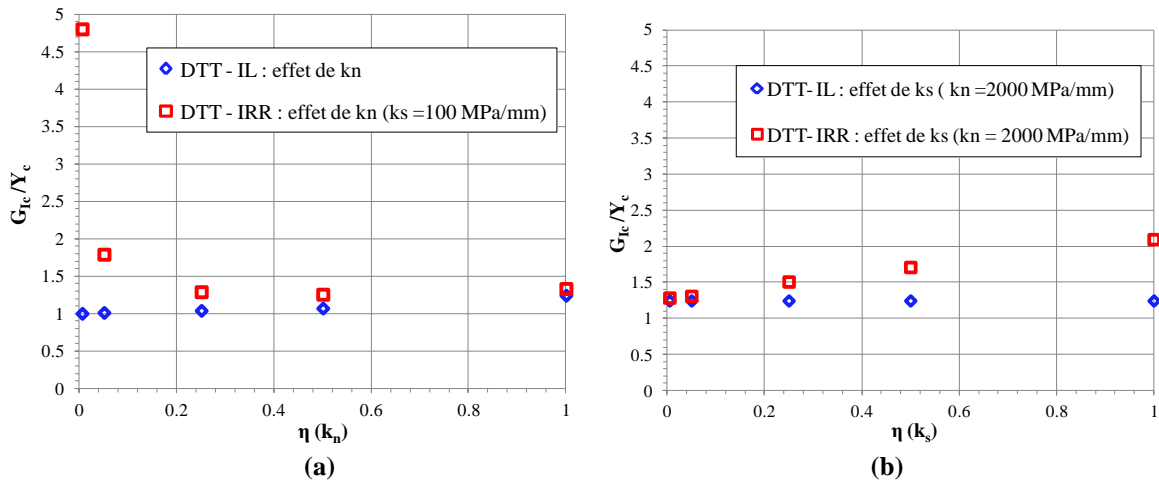 5
4.5
4
3.5
3
2.5
2
1.5
1
0.5
0
G_Ic/Y_c
DTT - IL : effet de kn
DTT - IRR : effet de kn (ks =100 MPa/mm)
0 0.2 0.4 0.6 0.8 1
η (k_n)
(a)
5
4.5
4
3.5
3
2.5
2
1.5
1
0.5
0
G_Ic/Y_c
DTT- IL : effet de ks ( kn =2000 MPa/mm)
DTT- IRR : effet de ks (kn = 2000 MPa/mm)
0 0.2 0.4 0.6 0.8 1
η (k_s)
(b)